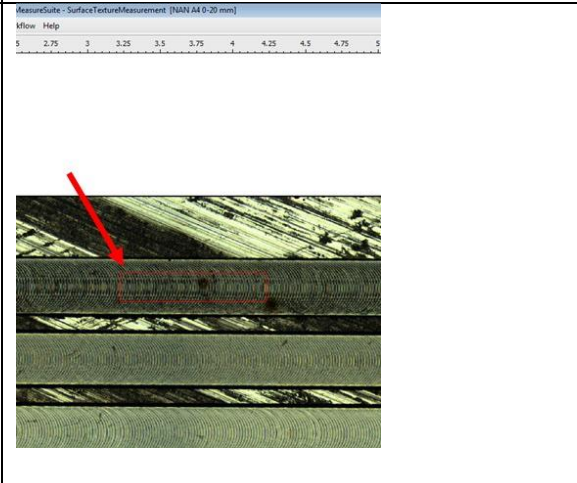 MeasureSuite - SurfaceTextureMeasurement [NAN A4 0-20 mm]
kflow Help
5 2.75 3 3.25 3.5 3.75 4 4.25 4.5 4.75 5